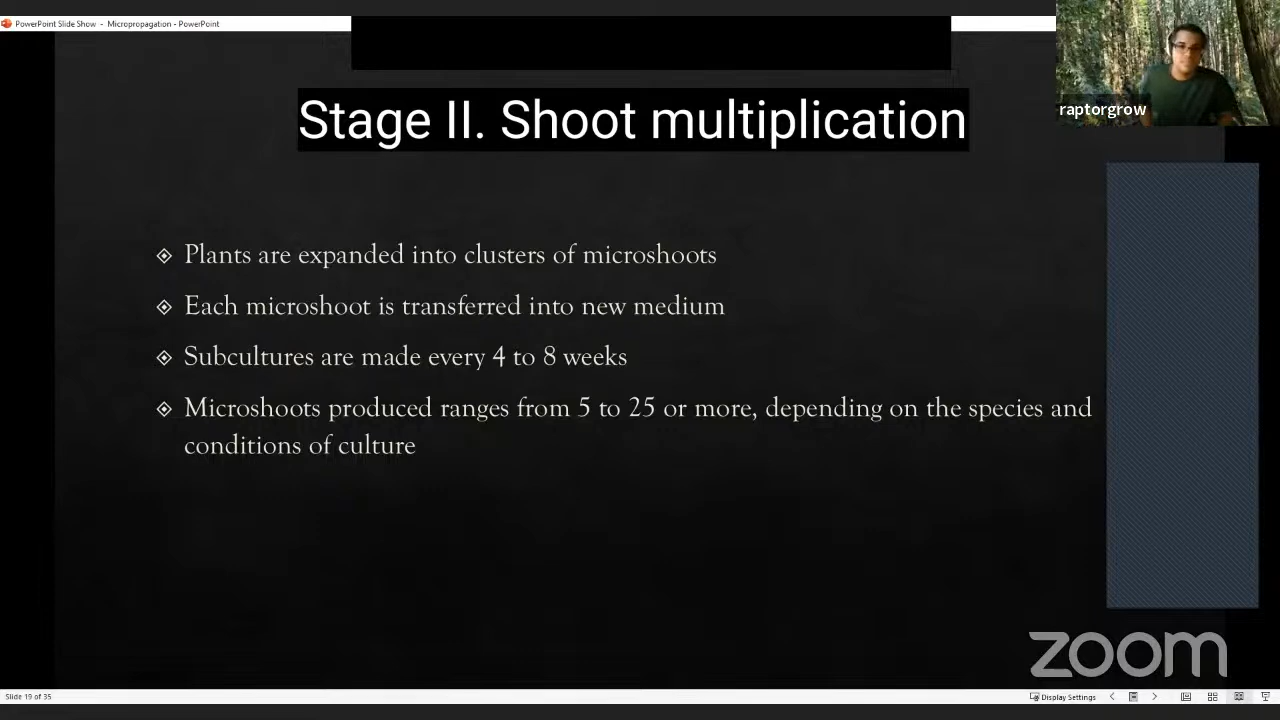 PowerPoint Slide Show - Micropropagation - PowerPoint
raptorgrow
Stage II. Shoot multiplication
Plants are expanded into clusters of microshoots
Each microshoot is transferred into new medium
Subcultures are made every 4 to 8 weeks
Microshoots produced ranges from 5 to 25 or more, depending on the species and
conditions of culture
zoom
Slide 19 of 35
Display Settings